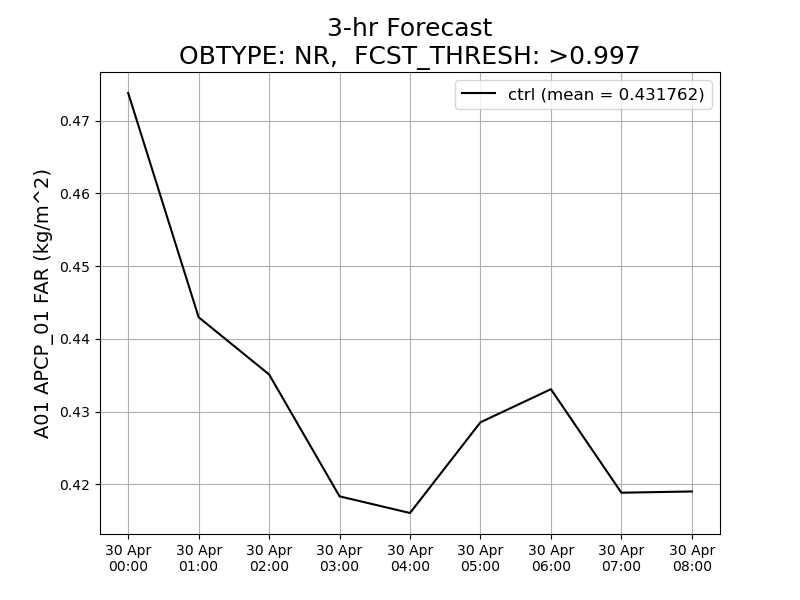 3-hr Forecast
OBTYPE: NR,  FCST_THRESH: >0.997
ctrl (mean = 0.431762)
A01 APCP_01 FAR (kg/m^2)
0.47
0.46
0.45
0.44
0.43
0.42
30 Apr 30 Apr 30 Apr 30 Apr 30 Apr 30 Apr 30 Apr 30 Apr 30 Apr
00:00 01:00 02:00 03:00 04:00 05:00 06:00 07:00 08:00